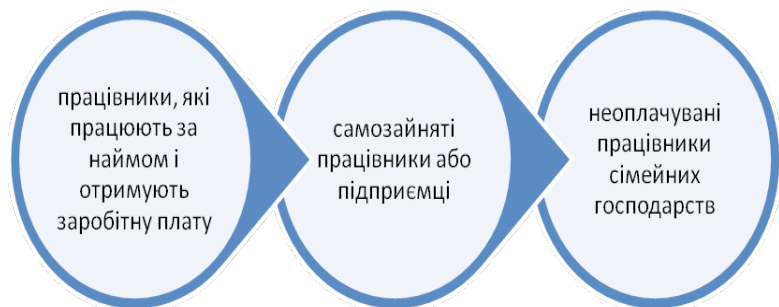 працівники, які
працюють за
наймом і
отримують
заробітну плату
самозайняті
працівники або
підприємці
неоплачувані
працівники
сімейних
господарств